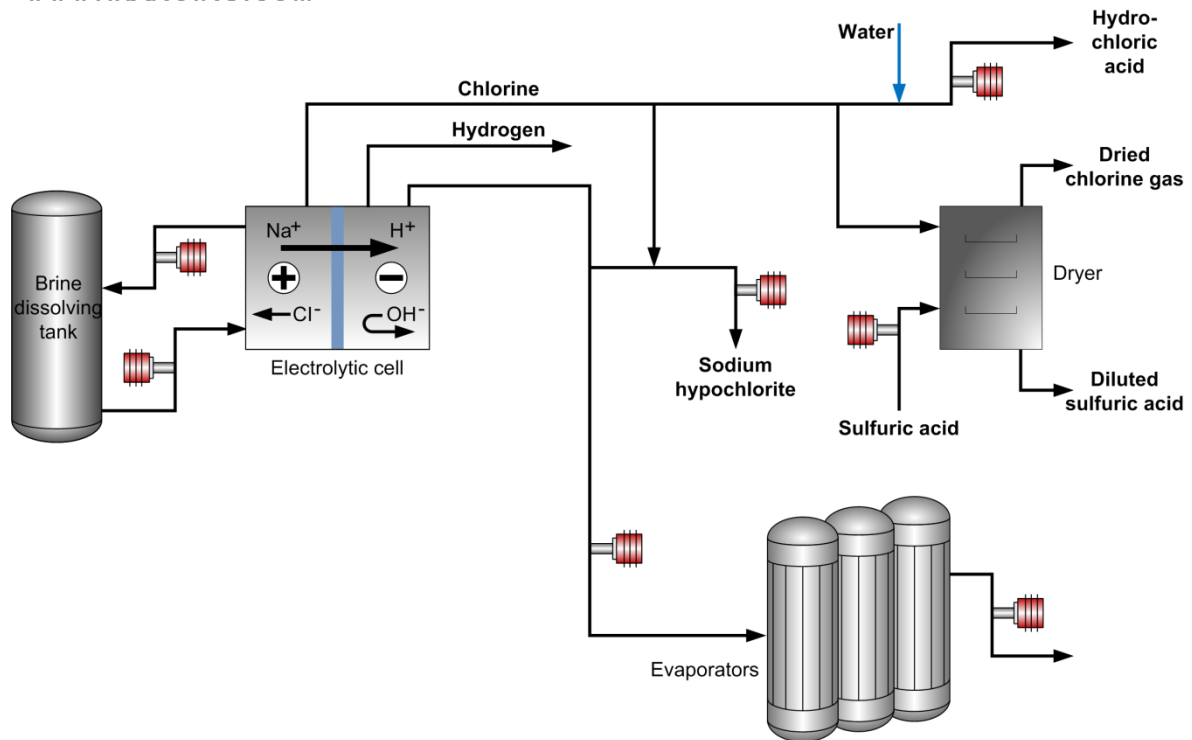 Water
Hydro-
chloric
acid
Chlorine
Hydrogen
Dried
chlorine gas
Na⁺
H⁺
+
−
Cl⁻
OH⁻
Brine
dissolving
tank
Electrolytic cell
Dryer
Sodium
hypochlorite
Sulfuric acid
Diluted
sulfuric acid
Evaporators